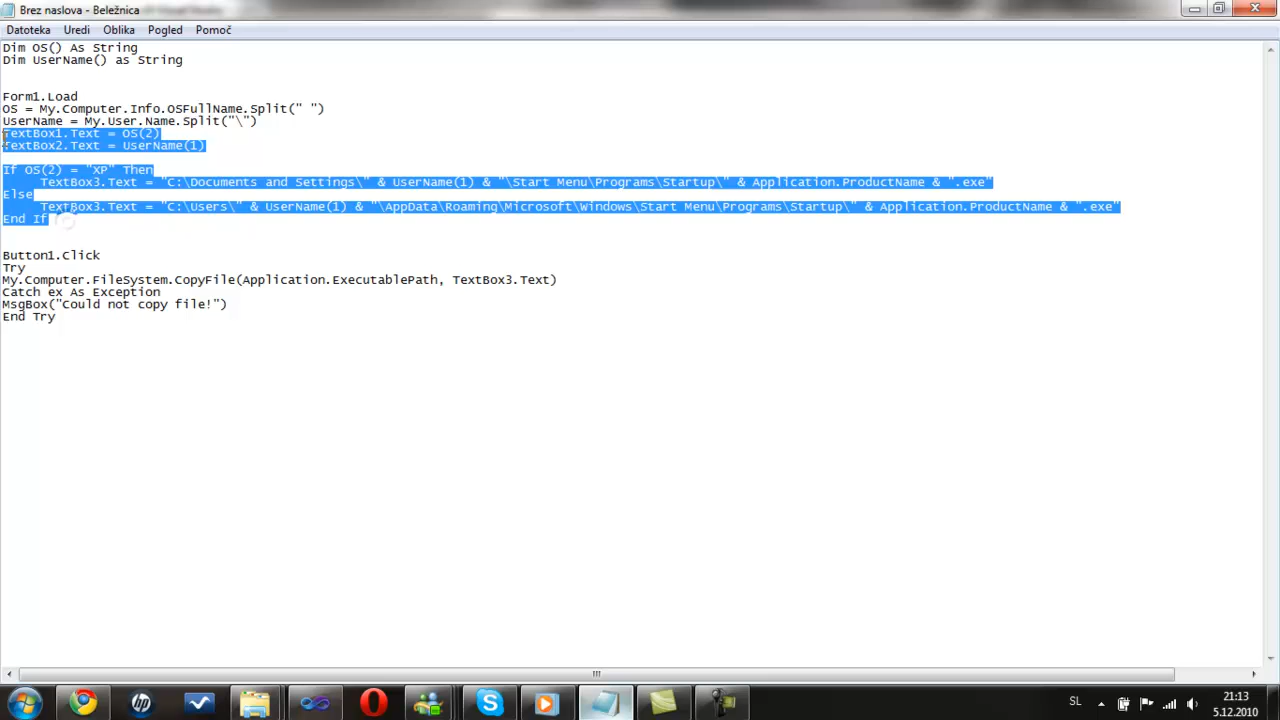 Brez naslova - Beležnica
Datoteka Uredi Oblika Pogled Pomoč
Dim OS() As String
Dim UserName() as String
Form1.Load
OS = My.Computer.Info.OSFullName.Split(" ")
UserName = My.User.Name.Split("\")
TextBox1.Text = OS(2)
TextBox2.Text = UserName(1)
If OS(2) = "XP" Then
TextBox3.Text = "C:\Documents and Settings\" & UserName(1) & "\Start Menu\Programs\Startup\" & Application.ProductName & ".exe"
Else
TextBox3.Text = "C:\Users\" & UserName(1) & "\AppData\Roaming\Microsoft\Windows\Start Menu\Programs\Startup\" & Application.ProductName & ".exe"
End If
Button1.Click
Try
My.Computer.FileSystem.CopyFile(Application.ExecutablePath, TextBox3.Text)
Catch ex As Exception
MsgBox("Could not copy file!")
End Try
SL
21:13
5.12.2010